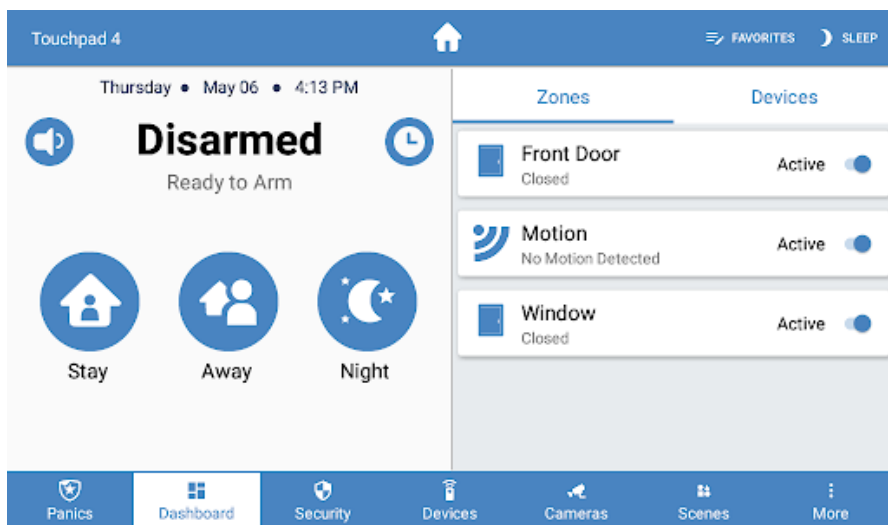 Touchpad 4
FAVORITES
SLEEP
Thursday • May 06 • 4:13 PM
Disarmed
Ready to Arm
Stay
Away
Night
Zones
Devices
Front Door
Closed
Active
Motion
No Motion Detected
Active
Window
Closed
Active
Panics
Dashboard
Security
Devices
Cameras
Scenes
More